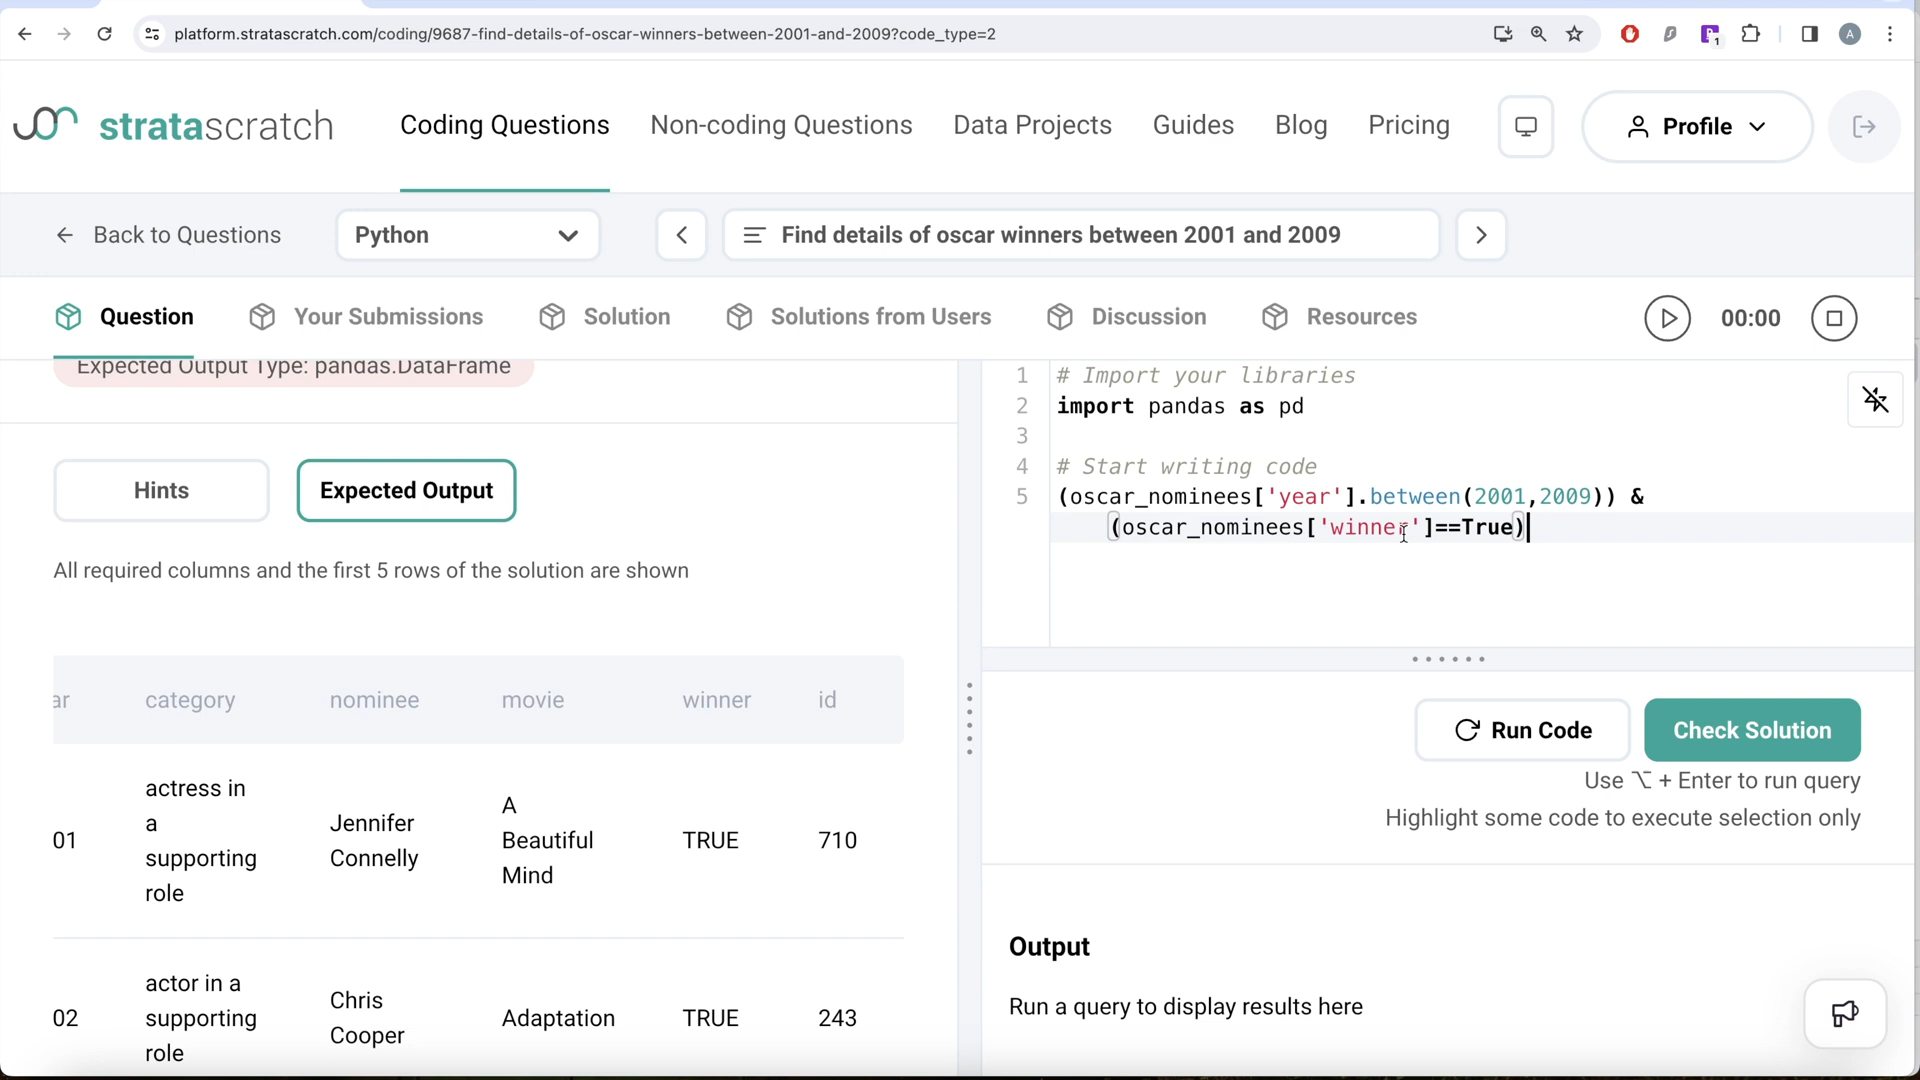 platform.stratascratch.com/coding/9687-find-details-of-oscar-winners-between-2001-and-2009?code_type=2
1
A
stratascratch
Coding Questions
Non-coding Questions
Data Projects
Guides
Blog
Pricing
Profile
Back to Questions
Python
Find details of oscar winners between 2001 and 2009
Question
Your Submissions
Solution
Solutions from Users
Discussion
Resources
00:00
Expected Output Type: pandas.DataFrame
Hints
Expected Output
All required columns and the first 5 rows of the solution are shown
ar category nominee movie winner id
01 actress in a supporting role Jennifer Connelly A Beautiful Mind TRUE 710
02 actor in a supporting role Chris Cooper Adaptation TRUE 243
1 # Import your libraries
2 import pandas as pd
3
4 # Start writing code
5 (oscar_nominees['year'].between(2001,2009)) &
(oscar_nominees['winner']==True)
Run Code
Check Solution
Use ⌥ + Enter to run query
Highlight some code to execute selection only
Output
Run a query to display results here